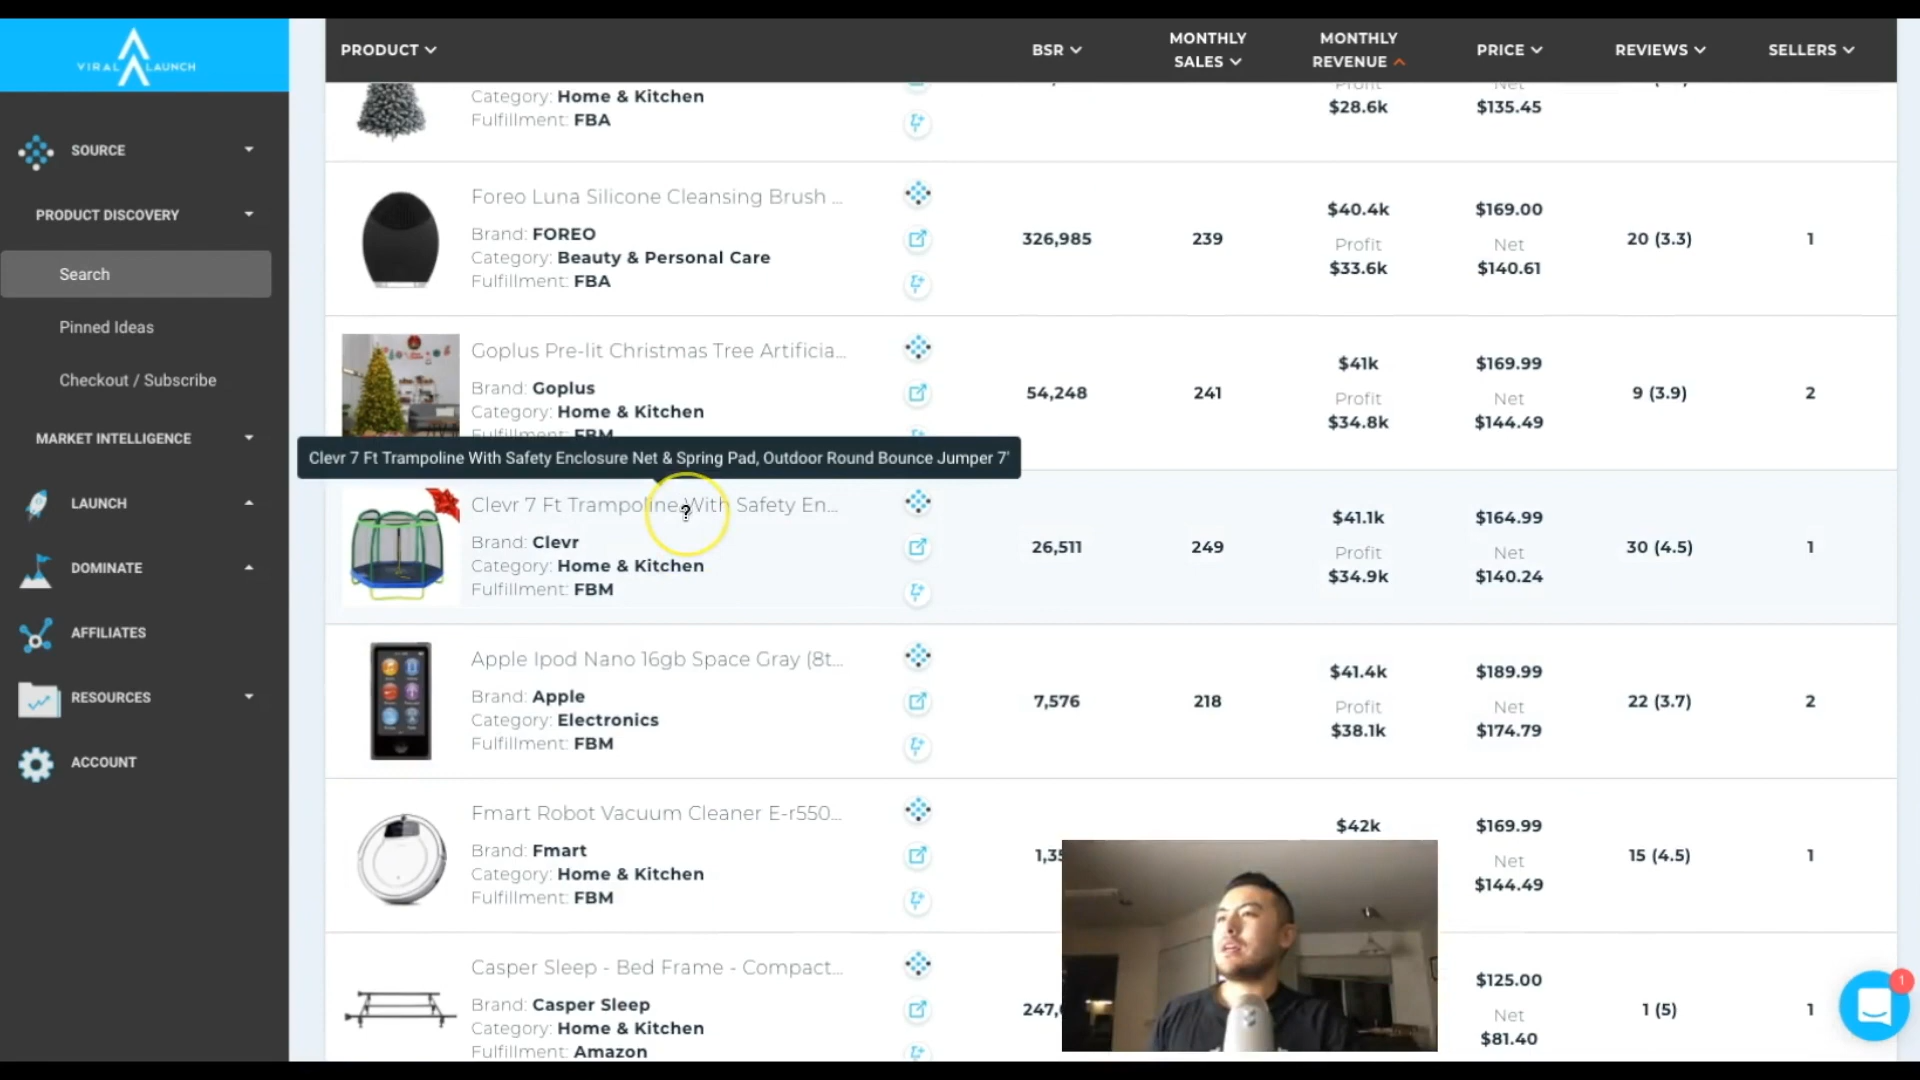 VIRAL LAUNCH
SOURCE
PRODUCT DISCOVERY
Search
Pinned Ideas
Checkout / Subscribe
MARKET INTELLIGENCE
LAUNCH
DOMINATE
AFFILIATES
RESOURCES
ACCOUNT
PRODUCT
BSR
MONTHLY SALES
MONTHLY REVENUE
PRICE
REVIEWS
SELLERS
Category: Home & Kitchen
Fulfillment: FBA
Profit
$28.6k
Net
$135.45
Foreo Luna Silicone Cleansing Brush ...
Brand: FOREO
Category: Beauty & Personal Care
Fulfillment: FBA
326,985
239
$40.4k
Profit
$33.6k
$169.00
Net
$140.61
20 (3.3)
1
Goplus Pre-lit Christmas Tree Artificia...
Brand: Goplus
Category: Home & Kitchen
Fulfillment: FBM
54,248
241
$41k
Profit
$34.8k
$169.99
Net
$144.49
9 (3.9)
2
Clevr 7 Ft Trampoline With Safety Enclosure Net & Spring Pad, Outdoor Round Bounce Jumper 7'
Clevr 7 Ft Trampoline With Safety En...
Brand: Clevr
Category: Home & Kitchen
Fulfillment: FBM
26,511
249
$41.1k
Profit
$34.9k
$164.99
Net
$140.24
30 (4.5)
1
Apple Ipod Nano 16gb Space Gray (8t...
Brand: Apple
Category: Electronics
Fulfillment: FBM
7,576
218
$41.4k
Profit
$38.1k
$189.99
Net
$174.79
22 (3.7)
2
Fmart Robot Vacuum Cleaner E-r550...
Brand: Fmart
Category: Home & Kitchen
Fulfillment: FBM
$42k
$169.99
Net
$144.49
15 (4.5)
1
Casper Sleep - Bed Frame - Compact...
Brand: Casper Sleep
Category: Home & Kitchen
Fulfillment: Amazon
$125.00
Net
$81.40
1 (5)
1
1